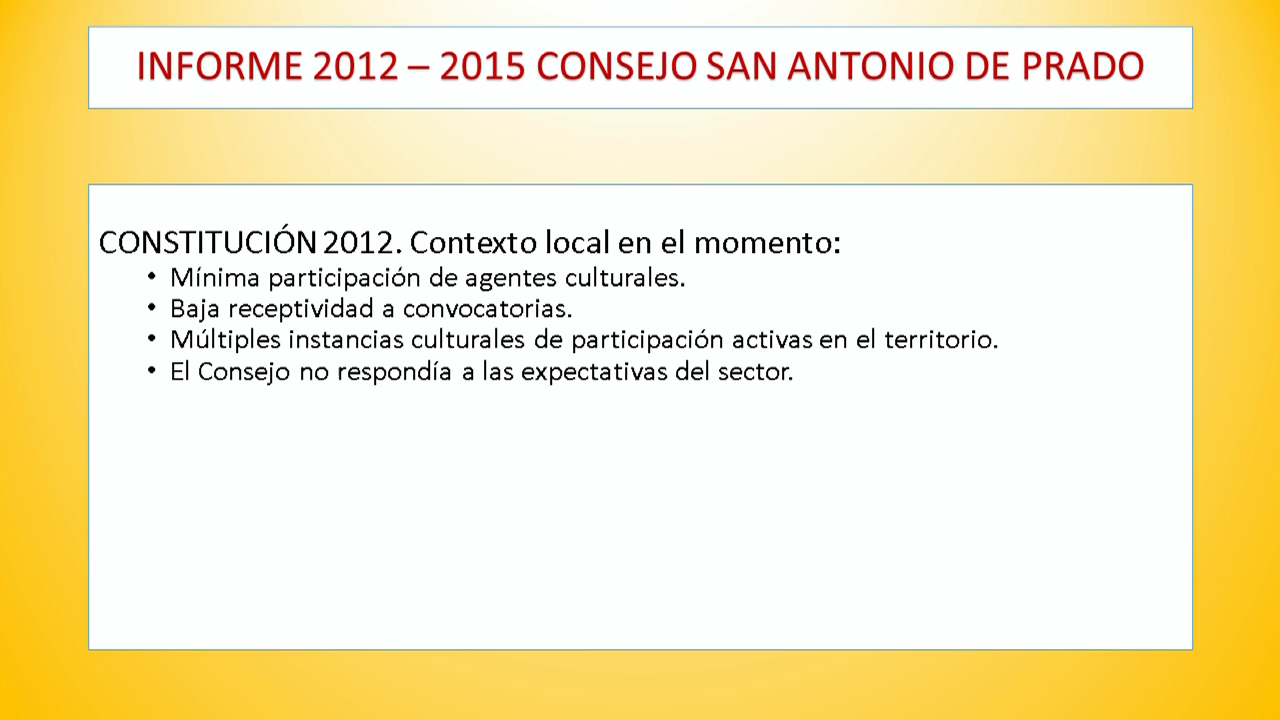 INFORME 2012 – 2015 CONSEJO SAN ANTONIO DE PRADO
CONSTITUCIÓN 2012. Contexto local en el momento:
• Mínima participación de agentes culturales.
• Baja receptividad a convocatorias.
• Múltiples instancias culturales de participación activas en el territorio.
• El Consejo no respondía a las expectativas del sector.